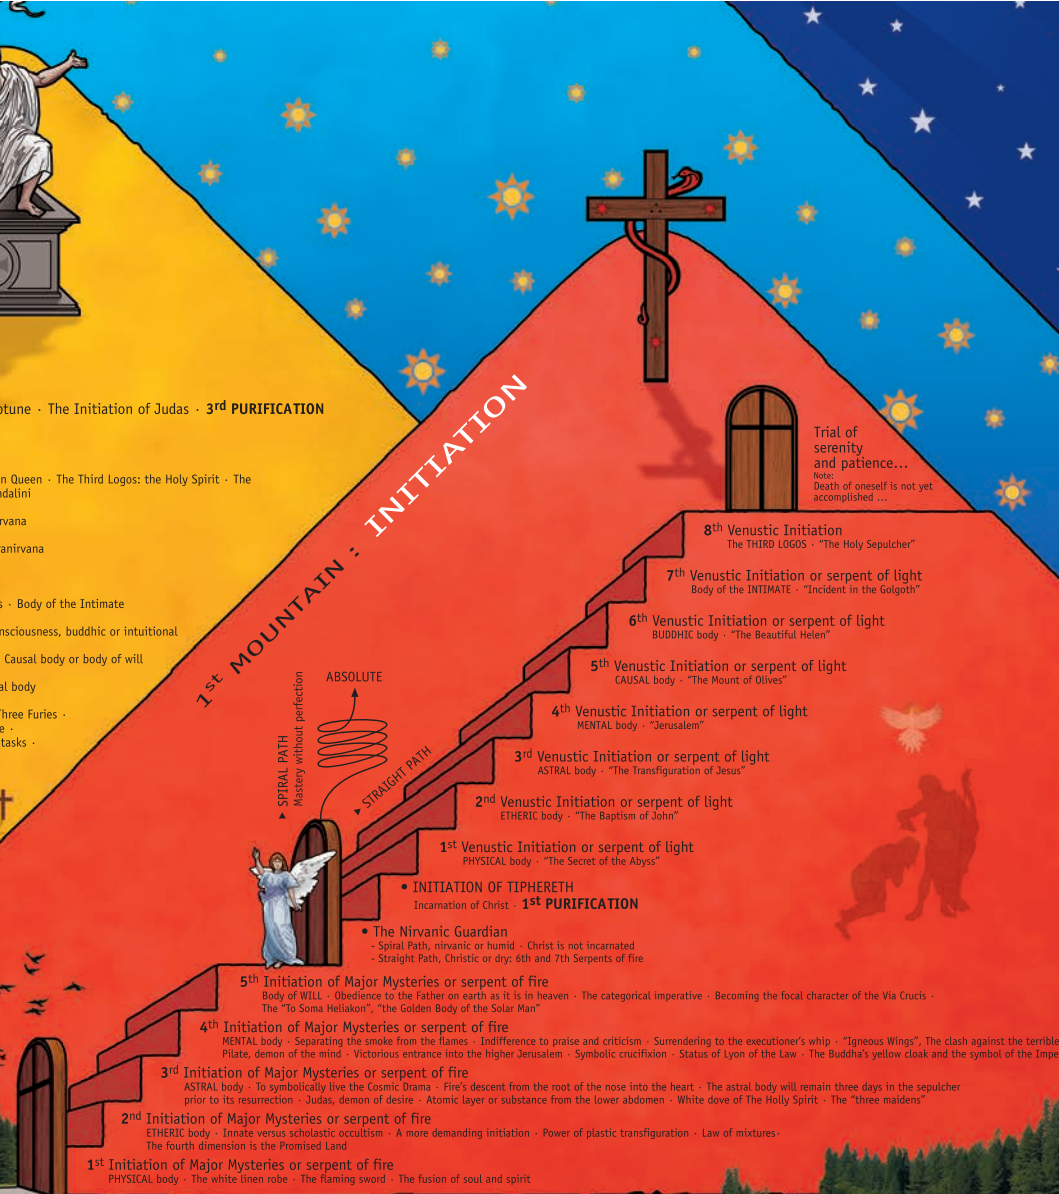 ptune · The Initiation of Judas · 3rd PURIFICATION
n Queen · The Third Logos: the Holy Spirit · The
ndalini
rvana
ranirvana
s · Body of the Intimate
nsciousness, buddhic or intuitional
Causal body or body of will
al body
Three Furies ·
e ·
tasks ·
1st MOUNTAIN : INITIATION
Trial of
serenity
and patience...
Note:
Death of oneself is not yet
accomplished ...
8th Venustic Initiation
The THIRD LOGOS · “The Holy Sepulcher”
7th Venustic Initiation or serpent of light
Body of the INTIMATE · “Incident in the Golgoth”
6th Venustic Initiation or serpent of light
BUDDHIC body · “The Beautiful Helen”
5th Venustic Initiation or serpent of light
CAUSAL body · “The Mount of Olives”
4th Venustic Initiation or serpent of light
MENTAL body · “Jerusalem”
3rd Venustic Initiation or serpent of light
ASTRAL body · “The Transfiguration of Jesus”
2nd Venustic Initiation or serpent of light
ETHERIC body · “The Baptism of John”
1st Venustic Initiation or serpent of light
PHYSICAL body · “The Secret of the Abyss”
ABSOLUTE
SPIRAL PATH
Mastery without perfection
STRAIGHT PATH
• INITIATION OF TIPHERETH
Incarnation of Christ · 1st PURIFICATION
• The Nirvanic Guardian
- Spiral Path, nirvanic or humid · Christ is not incarnated
- Straight Path, Christic or dry: 6th and 7th Serpents of fire
5th Initiation of Major Mysteries or serpent of fire
Body of WILL · Obedience to the Father on earth as it is in heaven · The categorical imperative · Becoming the focal character of the Via Crucis ·
The “To Soma Heliakon”, “the Golden Body of the Solar Man”
4th Initiation of Major Mysteries or serpent of fire
MENTAL body · Separating the smoke from the flames · Indifference to praise and criticism · Surrendering to the executioner’s whip · “Igneous Wings”, The clash against the terrible
Pilate, demon of the mind · Victorious entrance into the higher Jerusalem · Symbolic crucifixion · Status of Lyon of the Law · The Buddha’s yellow cloak and the symbol of the Impe
3rd Initiation of Major Mysteries or serpent of fire
ASTRAL body · To symbolically live the Cosmic Drama · Fire’s descent from the root of the nose into the heart · The astral body will remain three days in the sepulcher
prior to its resurrection · Judas, demon of desire · Atomic layer or substance from the lower abdomen · White dove of The Holy Spirit · The “three maidens”
2nd Initiation of Major Mysteries or serpent of fire
ETHERIC body · Innate versus scholastic occultism · A more demanding initiation · Power of plastic transfiguration · Law of mixtures·
The fourth dimension is the Promised Land
1st Initiation of Major Mysteries or serpent of fire
PHYSICAL body · The white linen robe · The flaming sword · The fusion of soul and spirit